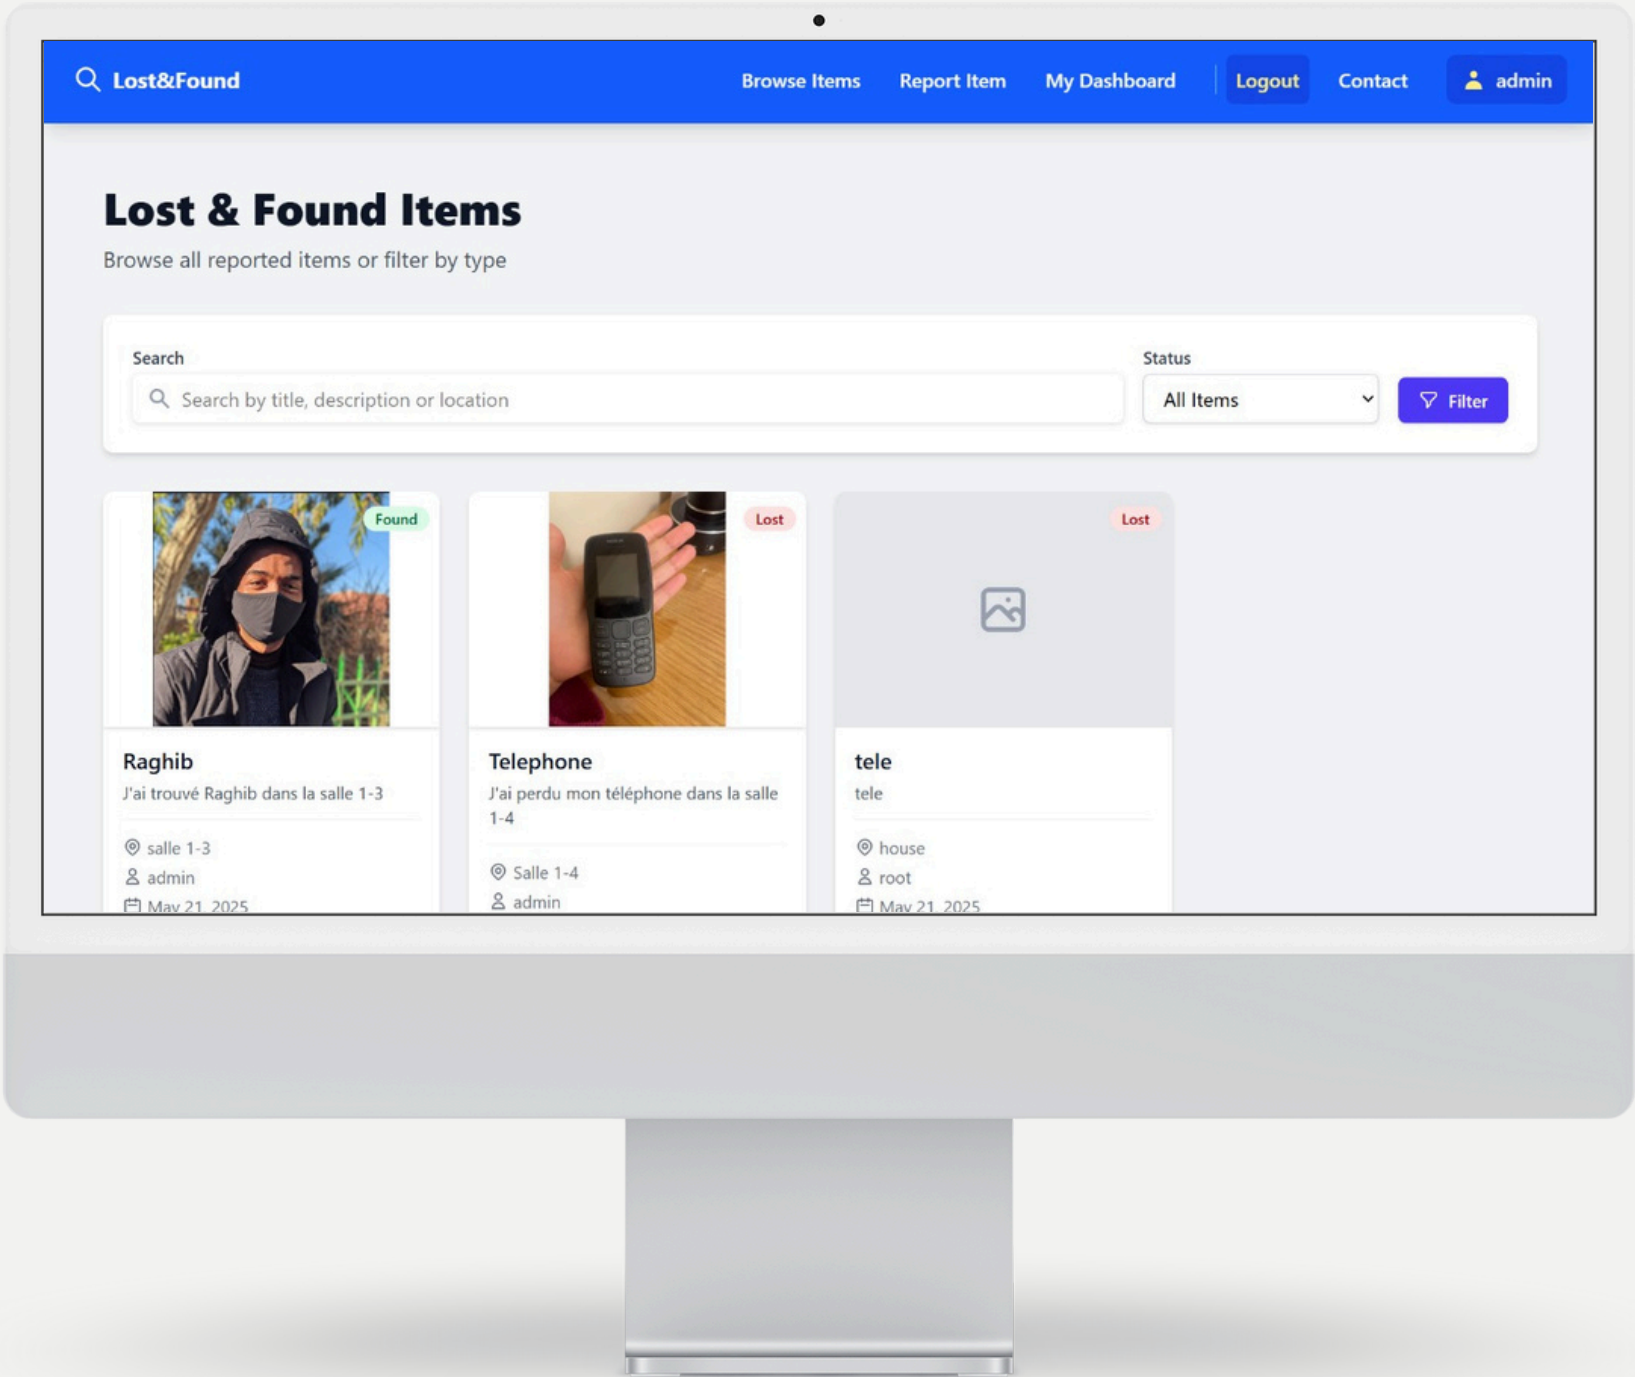 Lost&Found
Browse Items
Report Item
My Dashboard
Logout
Contact
admin
Lost & Found Items
Browse all reported items or filter by type
Search
Search by title, description or location
Status
All Items
Filter
Found
Raghib
J'ai trouvé Raghib dans la salle 1-3
salle 1-3
admin
May 21, 2025
Lost
Telephone
J'ai perdu mon téléphone dans la salle
1-4
Salle 1-4
admin
Lost
tele
tele
house
root
May 21, 2025